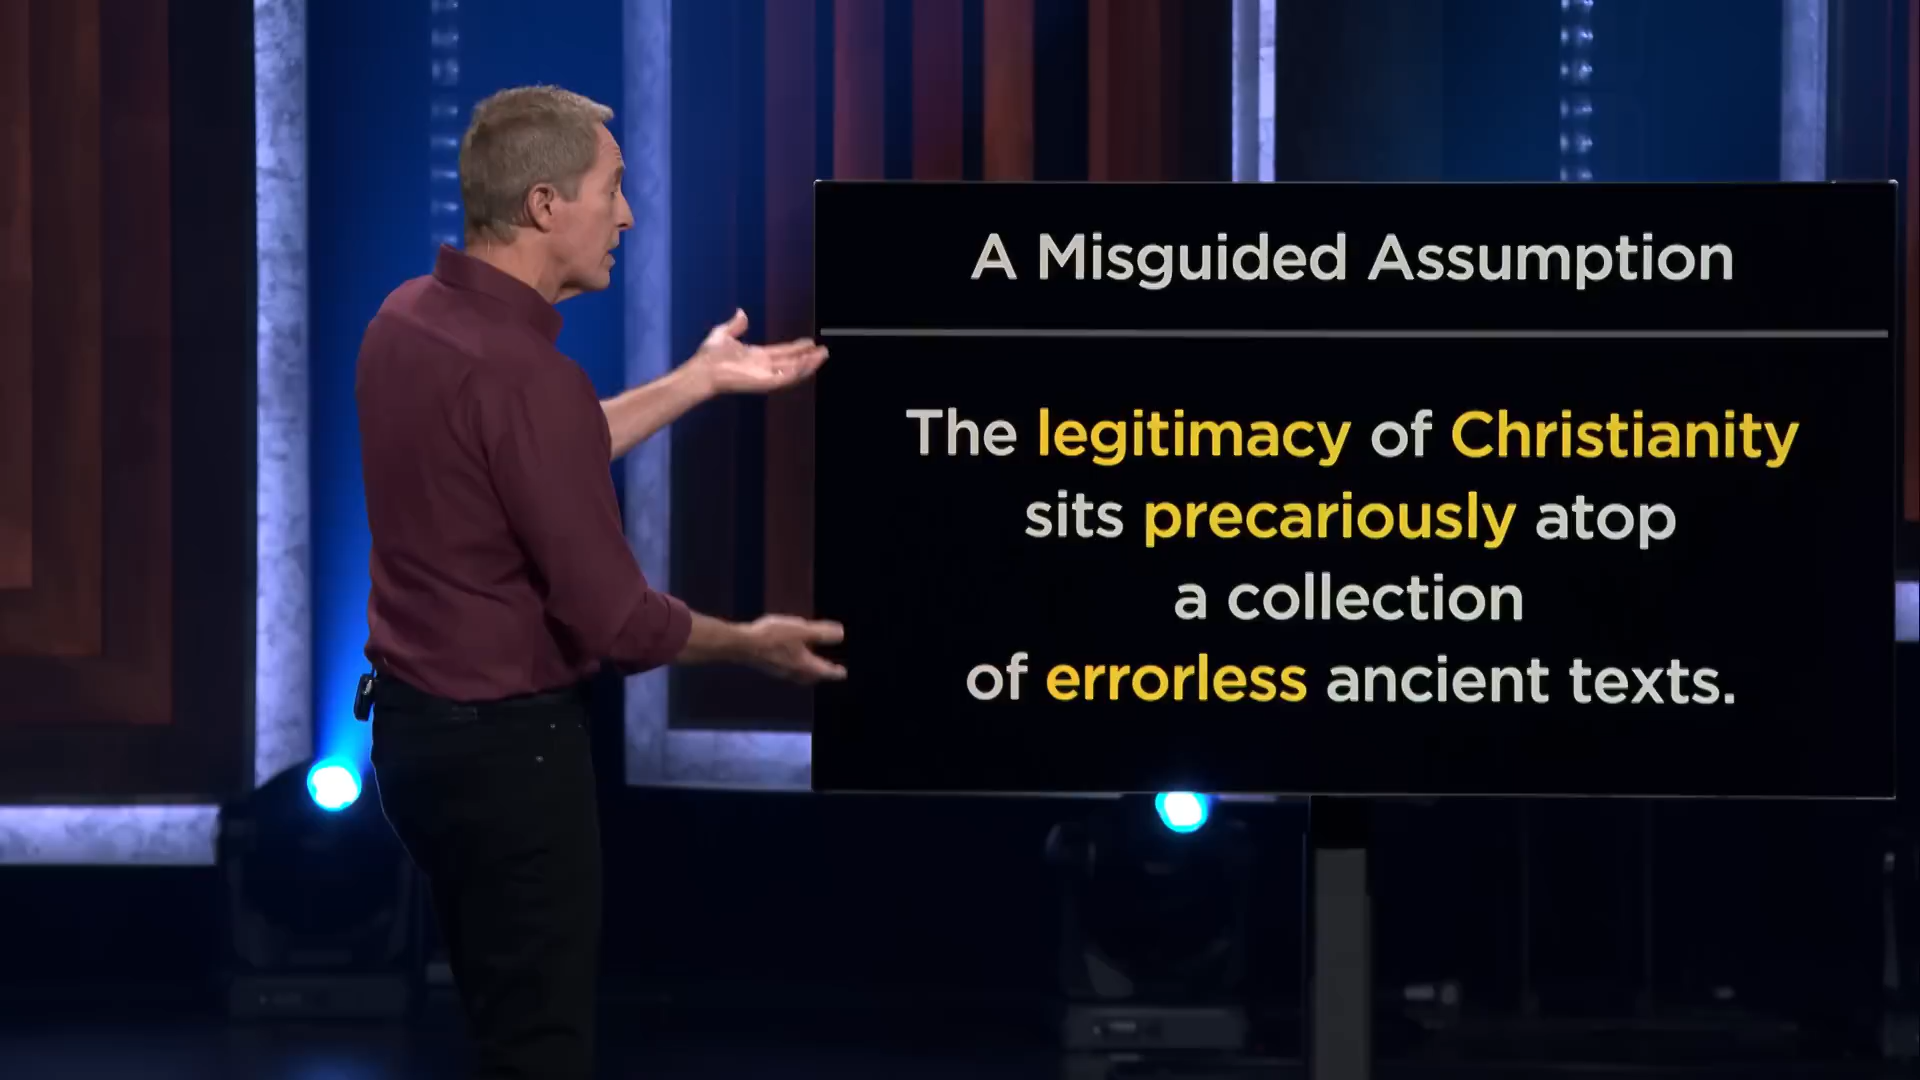 A Misguided Assumption
The legitimacy of Christianity
sits precariously atop
a collection
of errorless ancient texts.